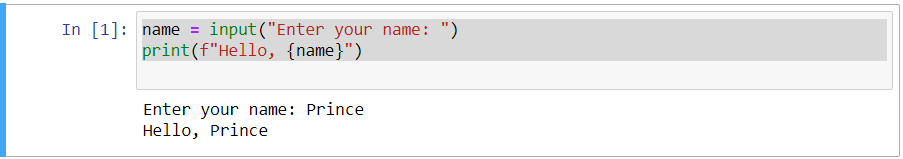 In [1]: name = input("Enter your name: ")
print(f"Hello, {name}")
Enter your name: Prince
Hello, Prince